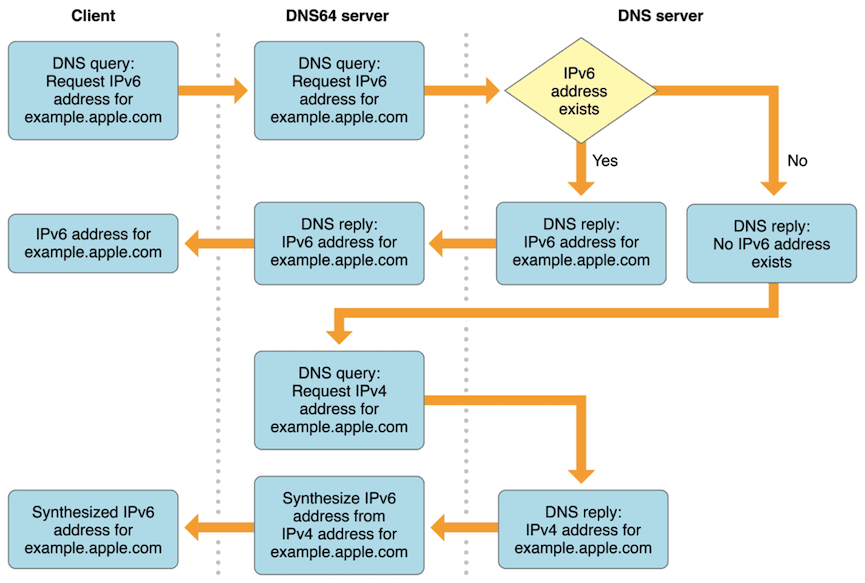 Client
DNS64 server
DNS server
DNS query:
Request IPv6
address for
example.apple.com
DNS query:
Request IPv6
address for
example.apple.com
IPv6
address
exists
Yes
No
IPv6 address for
example.apple.com
DNS reply:
IPv6 address for
example.apple.com
DNS reply:
IPv6 address for
example.apple.com
DNS reply:
No IPv6 address
exists
DNS query:
Request IPv4
address for
example.apple.com
Synthesized IPv6
address for
example.apple.com
Synthesize IPv6
address from
IPv4 address for
example.apple.com
DNS reply:
IPv4 address for
example.apple.com